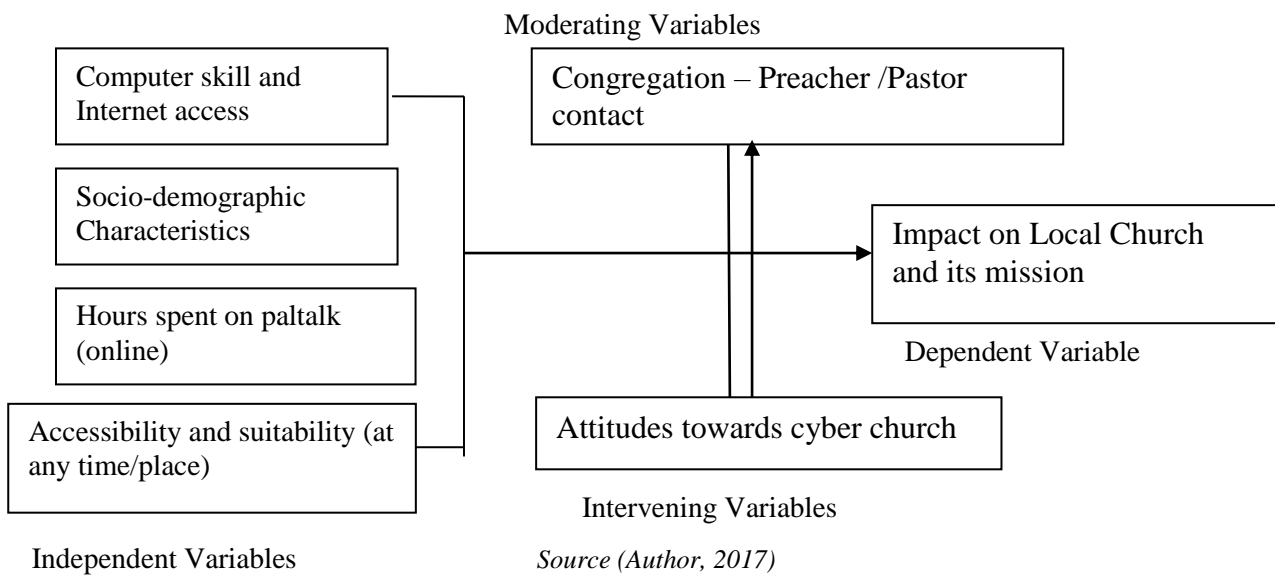 Moderating Variables
Computer skill and
Internet access
Congregation – Preacher /Pastor
contact
Socio-demographic
Characteristics
Impact on Local Church
and its mission
Hours spent on paltalk
(online)
Dependent Variable
Accessibility and suitability (at
any time/place)
Attitudes towards cyber church
Intervening Variables
Independent Variables
Source (Author, 2017)